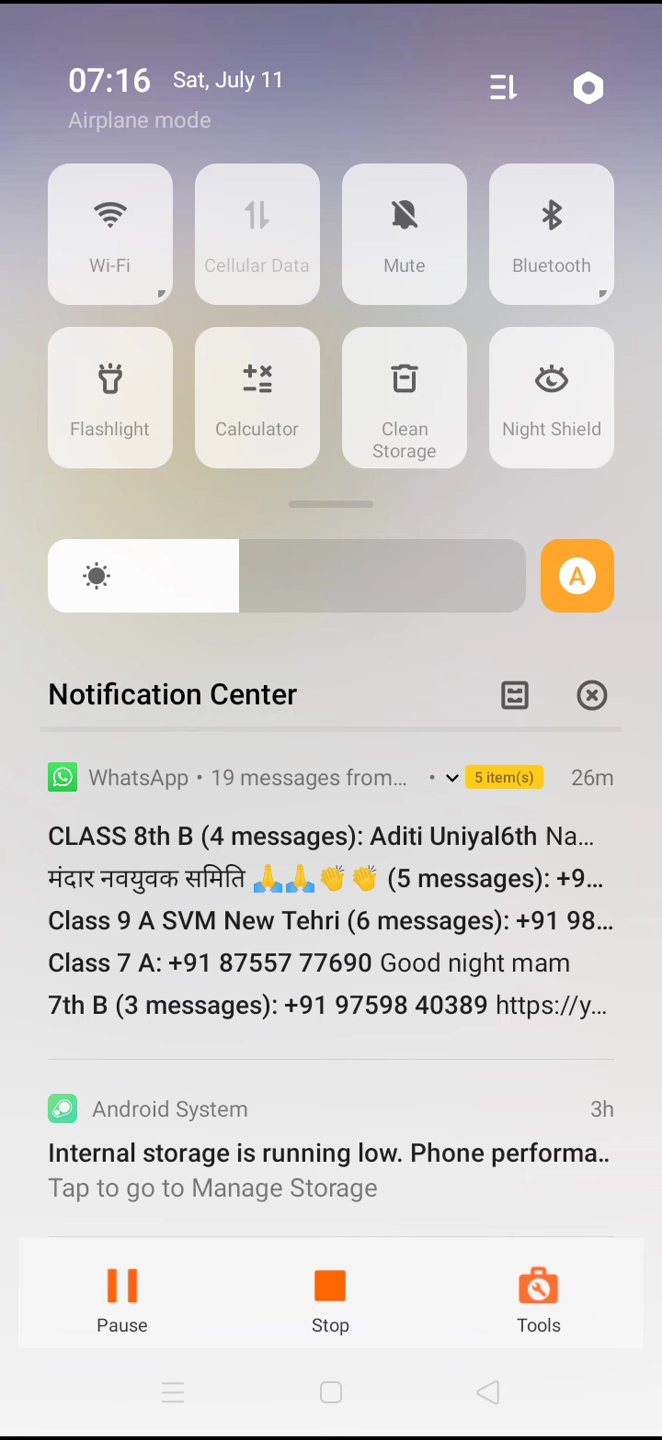 07:16 Sat, July 11
Airplane mode
Wi-Fi Cellular Data Mute Bluetooth
Flashlight Calculator Clean Storage Night Shield
A
Notification Center
WhatsApp • 19 messages from... • 5 item(s) 26m
CLASS 8th B (4 messages): Aditi Uniyal6th Na...
मंदार नवयुवक समिति 🙏🙏👏👏 (5 messages): +9...
Class 9 A SVM New Tehri (6 messages): +91 98...
Class 7 A: +91 87557 77690 Good night mam
7th B (3 messages): +91 97598 40389 https://y...
Android System 3h
Internal storage is running low. Phone performa..
Tap to go to Manage Storage
Pause Stop Tools